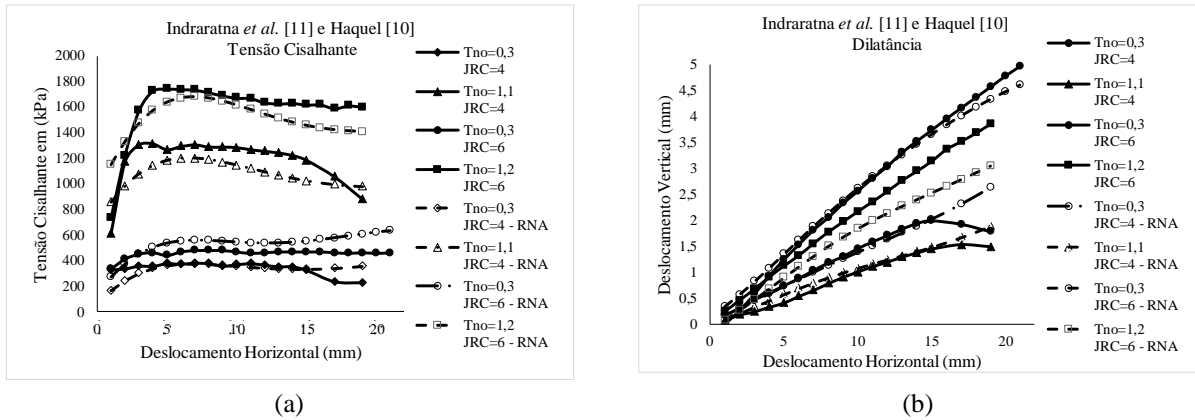 Indraratna et al. [11] e Haquel [10]
Tensão Cisalhante
Tensão Cisalhante em (kPa)
2000
1800
1600
1400
1200
1000
800
600
400
200
0
0
5
10
15
20
Deslocamento Horizontal (mm)
Tno=0,3
JRC=4
Tno=1,1
JRC=4
Tno=0,3
JRC=6
Tno=1,2
JRC=6
Tno=0,3
JRC=4 - RNA
Tno=1,1
JRC=4 - RNA
Tno=0,3
JRC=6 - RNA
Tno=1,2
JRC=6 - RNA
(a)
Indraratna et al. [11] e Haquel [10]
Dilatância
Deslocamento Vertical (mm)
5
4,5
4
3,5
3
2,5
2
1,5
1
0,5
0
0
5
10
15
20
Deslocamento Horizontal (mm)
Tno=0,3
JRC=4
Tno=1,1
JRC=4
Tno=0,3
JRC=6
Tno=1,2
JRC=6
Tno=0,3
JRC=4 - RNA
Tno=1,1
JRC=4 - RNA
Tno=0,3
JRC=6 - RNA
Tno=1,2
JRC=6 - RNA
(b)